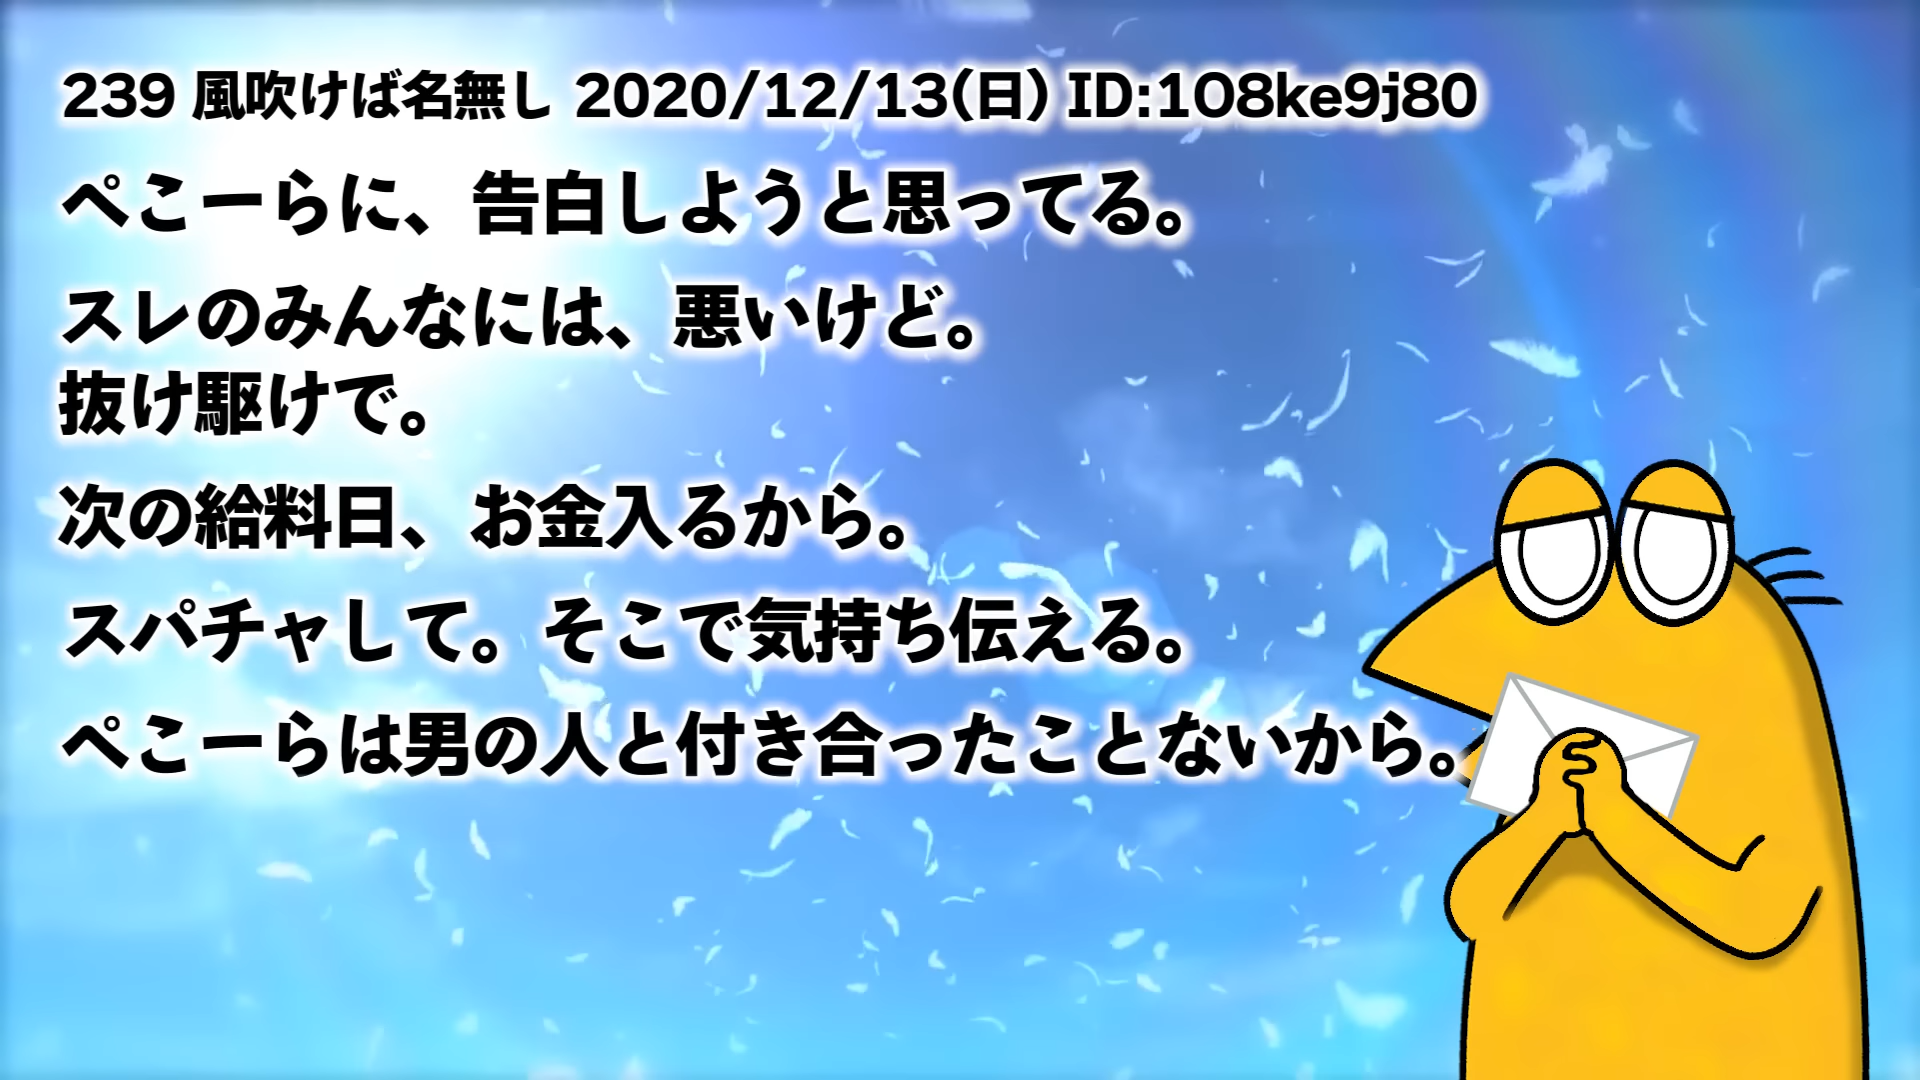 239 風吹けば名無し 2020/12/13(日) ID:1O8ke9j80
ぺこーらに、告白しようと思ってる。
スレのみんなには、悪いけど。
抜け駆けで。
次の給料日、お金入るから。
スパチャして。そこで気持ち伝える。
ぺこーらは男の人と付き合ったことないから。